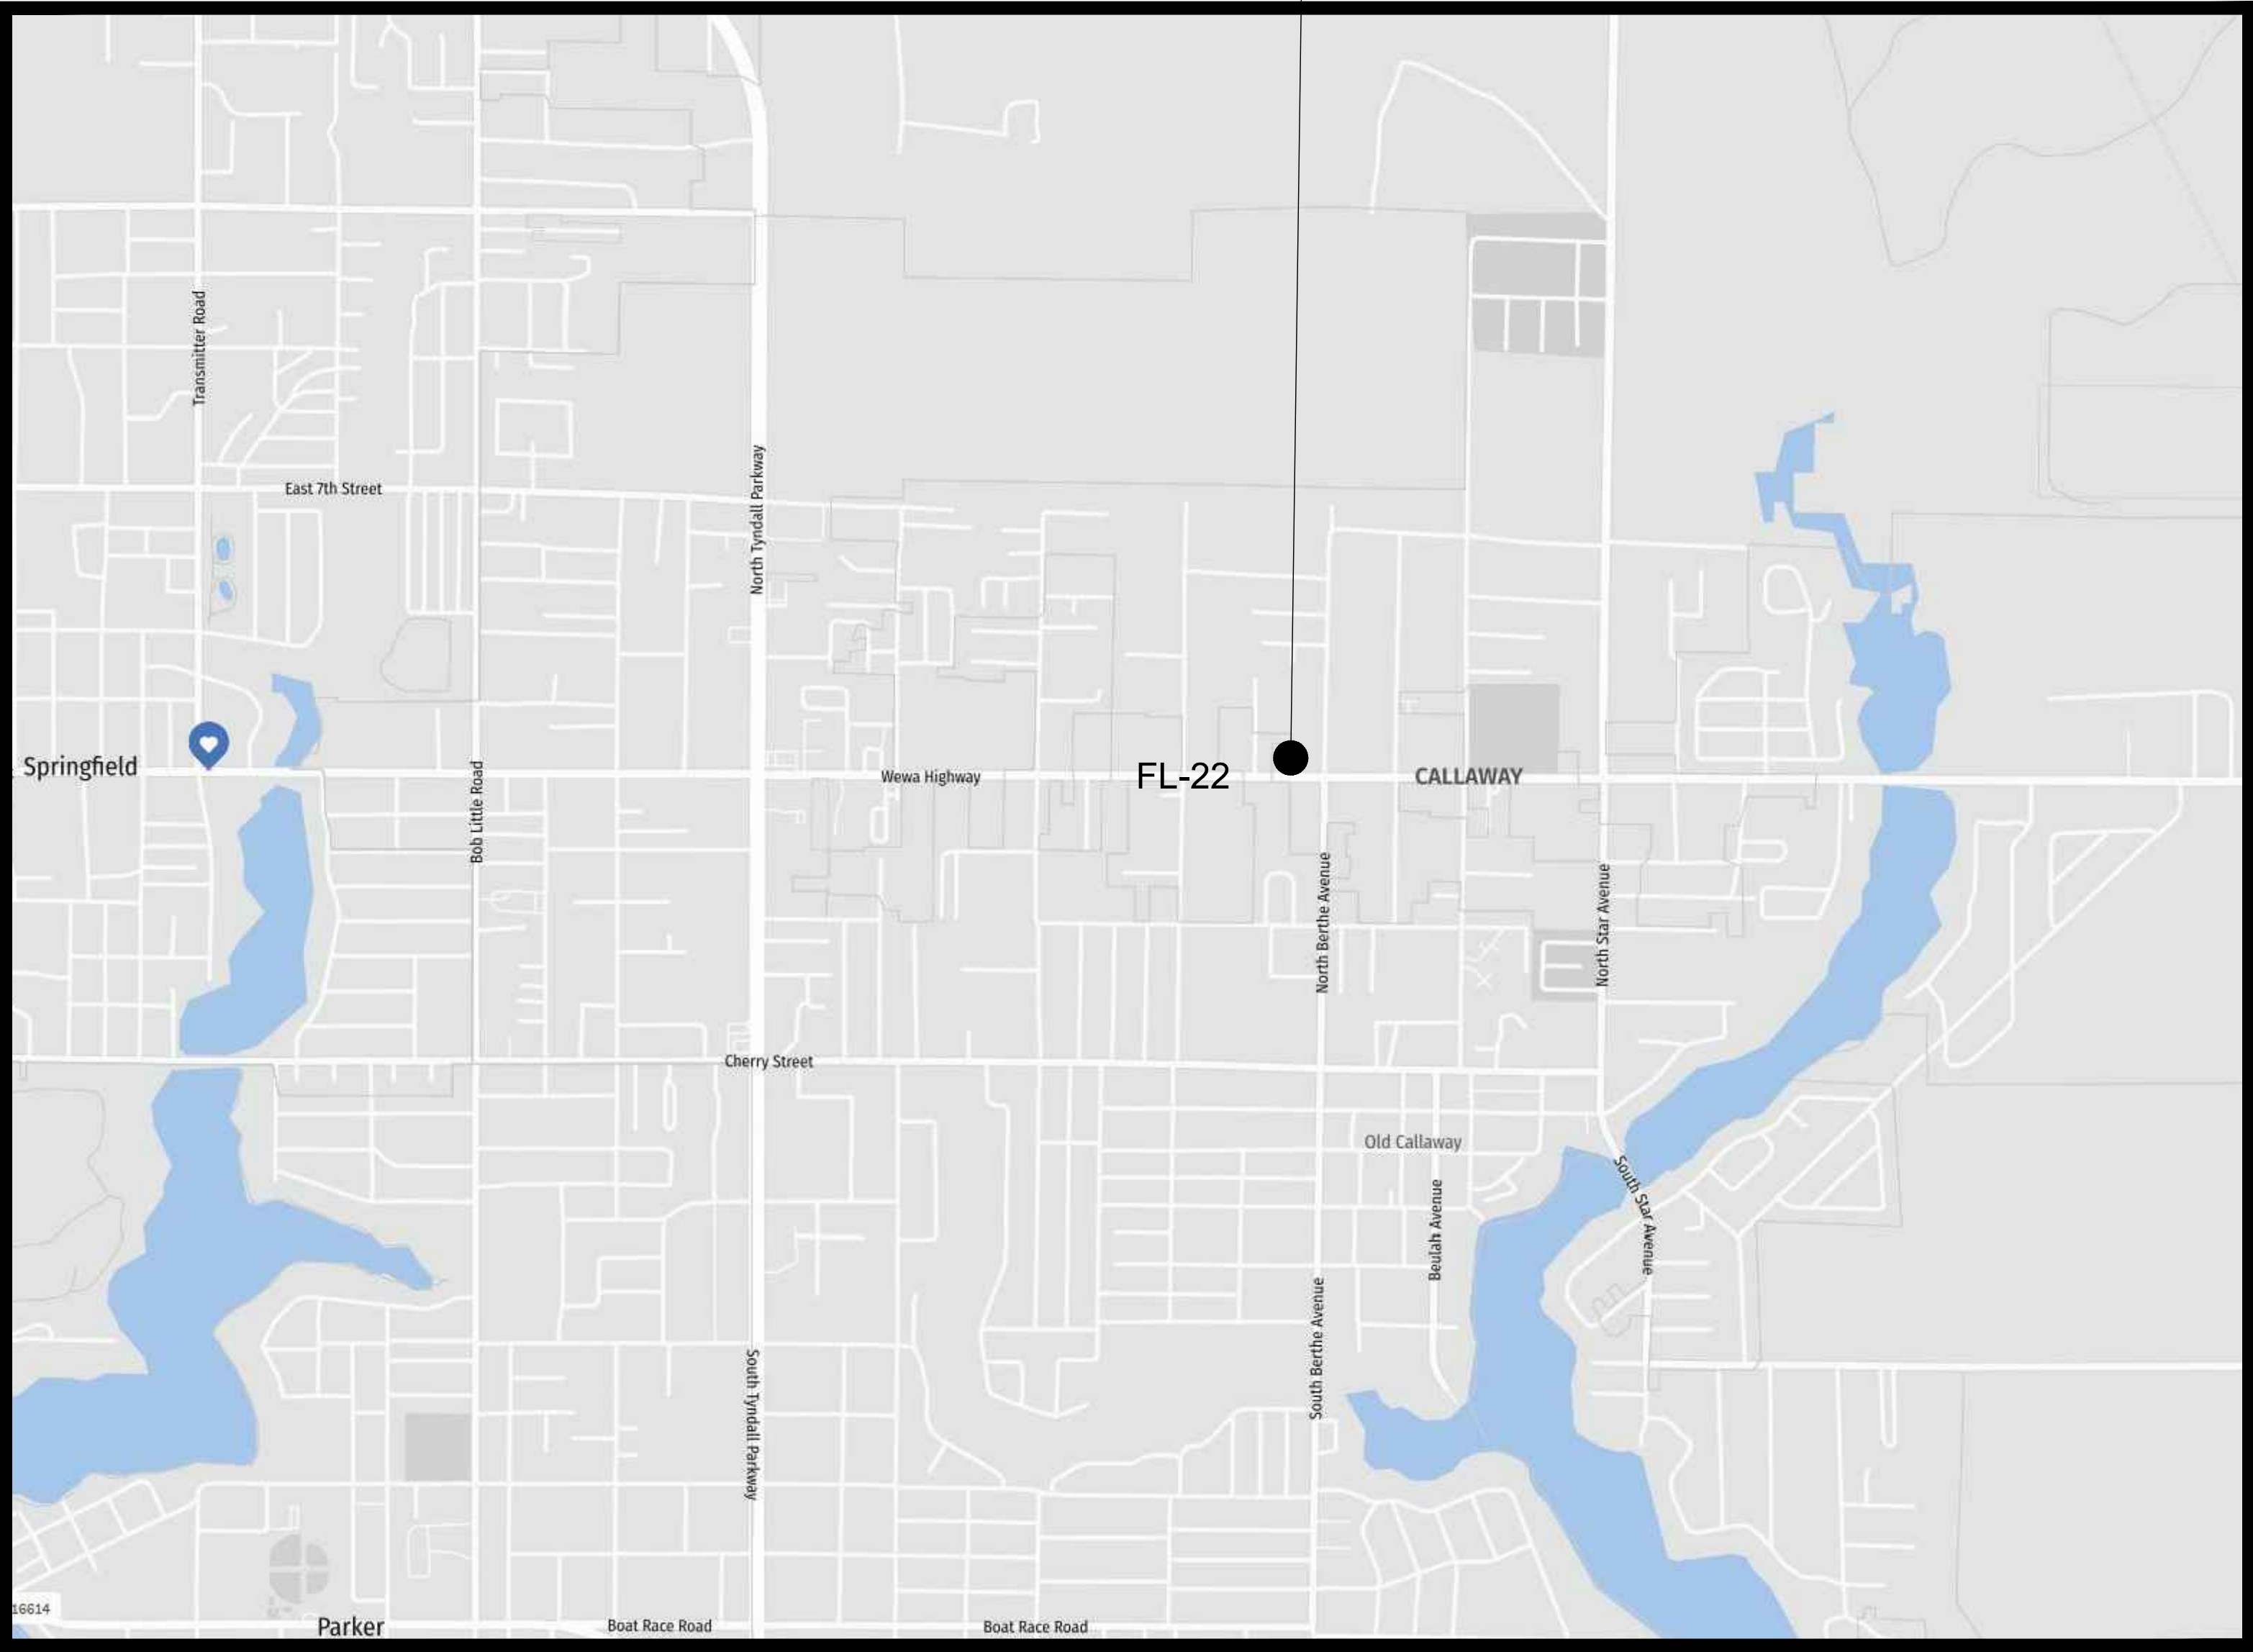 Transmitter Road
East 7th Street
North Tyndall Parkway
Springfield
Bob Little Road
Wewa Highway
FL-22
CALLAWAY
North Berthe Avenue
North Star Avenue
Cherry Street
Old Callaway
South Star Avenue
Beulah Avenue
South Berthe Avenue
South Tyndall Parkway
16614
Parker
Boat Race Road
Boat Race Road